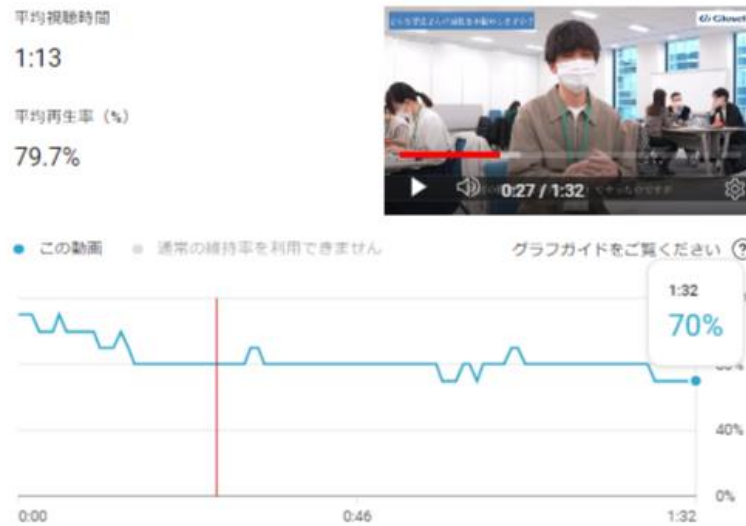 平均視聴時間
1:13
平均再生率（%）
79.7%
0:27 / 1:32
この動画
通常の維持率を利用できません
グラフガイドをご覧ください
?
1:32
70%
40%
0%
0:00
0:46
1:32